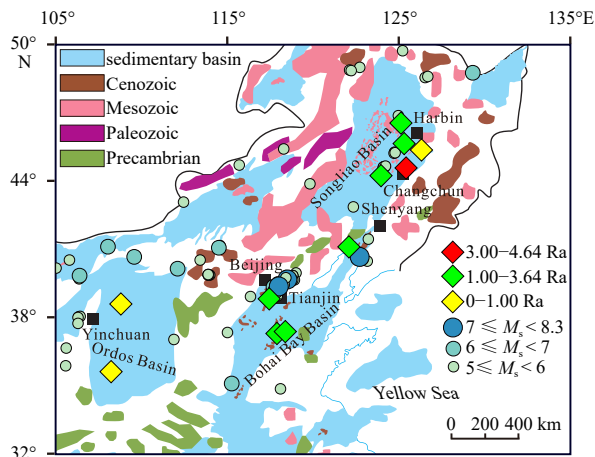 105° 115° 125° 135°E
50°
N
44°
38°
32°
sedimentary basin
Cenozoic
Mesozoic
Paleozoic
Precambrian
Harbin
Songliao Basin
Changchun
Shenyang
Beijing
Tianjin
Bohai Bay Basin
Yinchuan
Ordos Basin
Yellow Sea
3.00−4.64 Ra
1.00−3.64 Ra
0−1.00 Ra
7 ⩽ Ms < 8.3
6 ⩽ Ms < 7
5 ⩽ Ms < 6
0 200 400 km